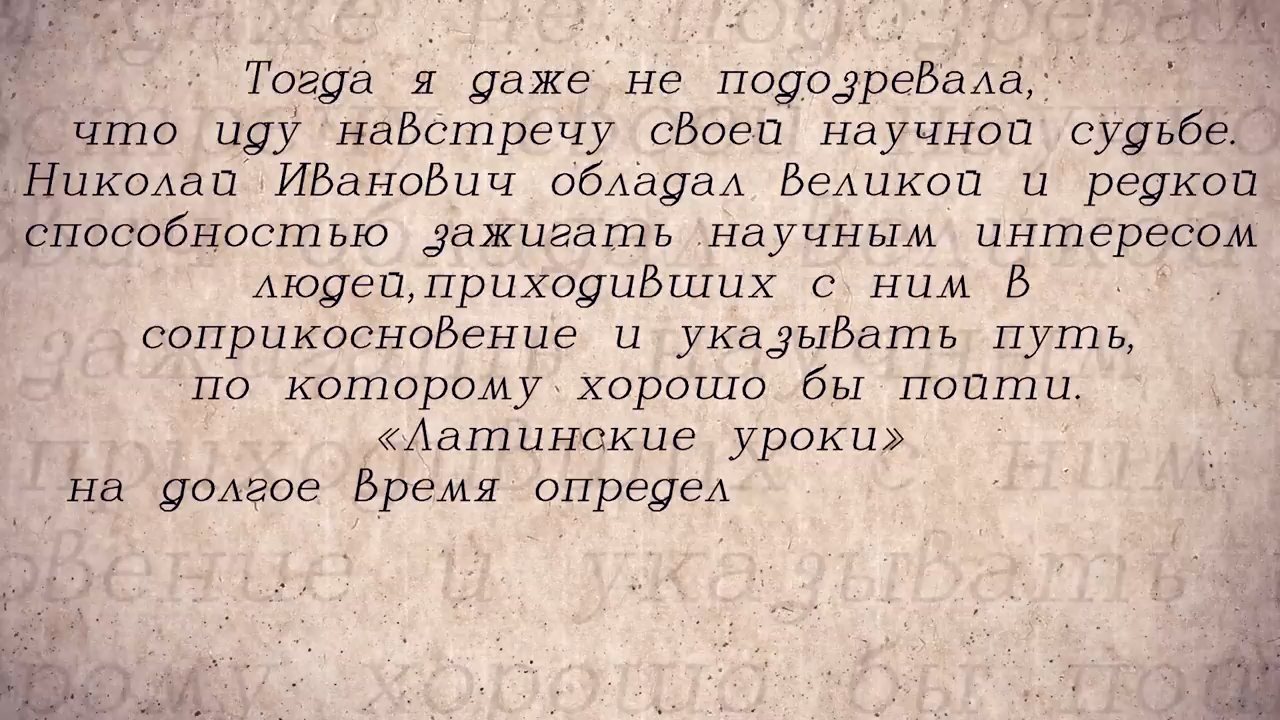 Тогда я даже не подозревала,
что иду навстречу своей научной судьбе.
Николай Иванович обладал великой и редкой
способностью зажигать научным интересом
людей,приходивших с ним в
соприкосновение и указывать путь,
по которому хорошо бы пойти.
«Латинские уроки»
на долгое время определ